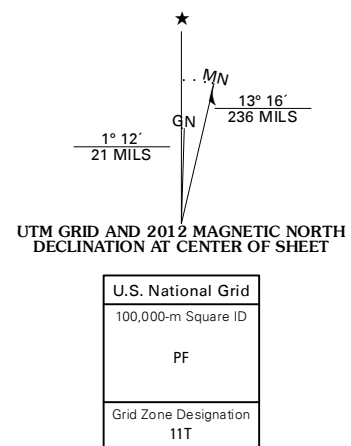 ★
MN
GN
1° 12´
21 MILS
13° 16´
236 MILS
UTM GRID AND 2012 MAGNETIC NORTH
DECLINATION AT CENTER OF SHEET
U.S. National Grid
100,000-m Square ID
PF
Grid Zone Designation
11T